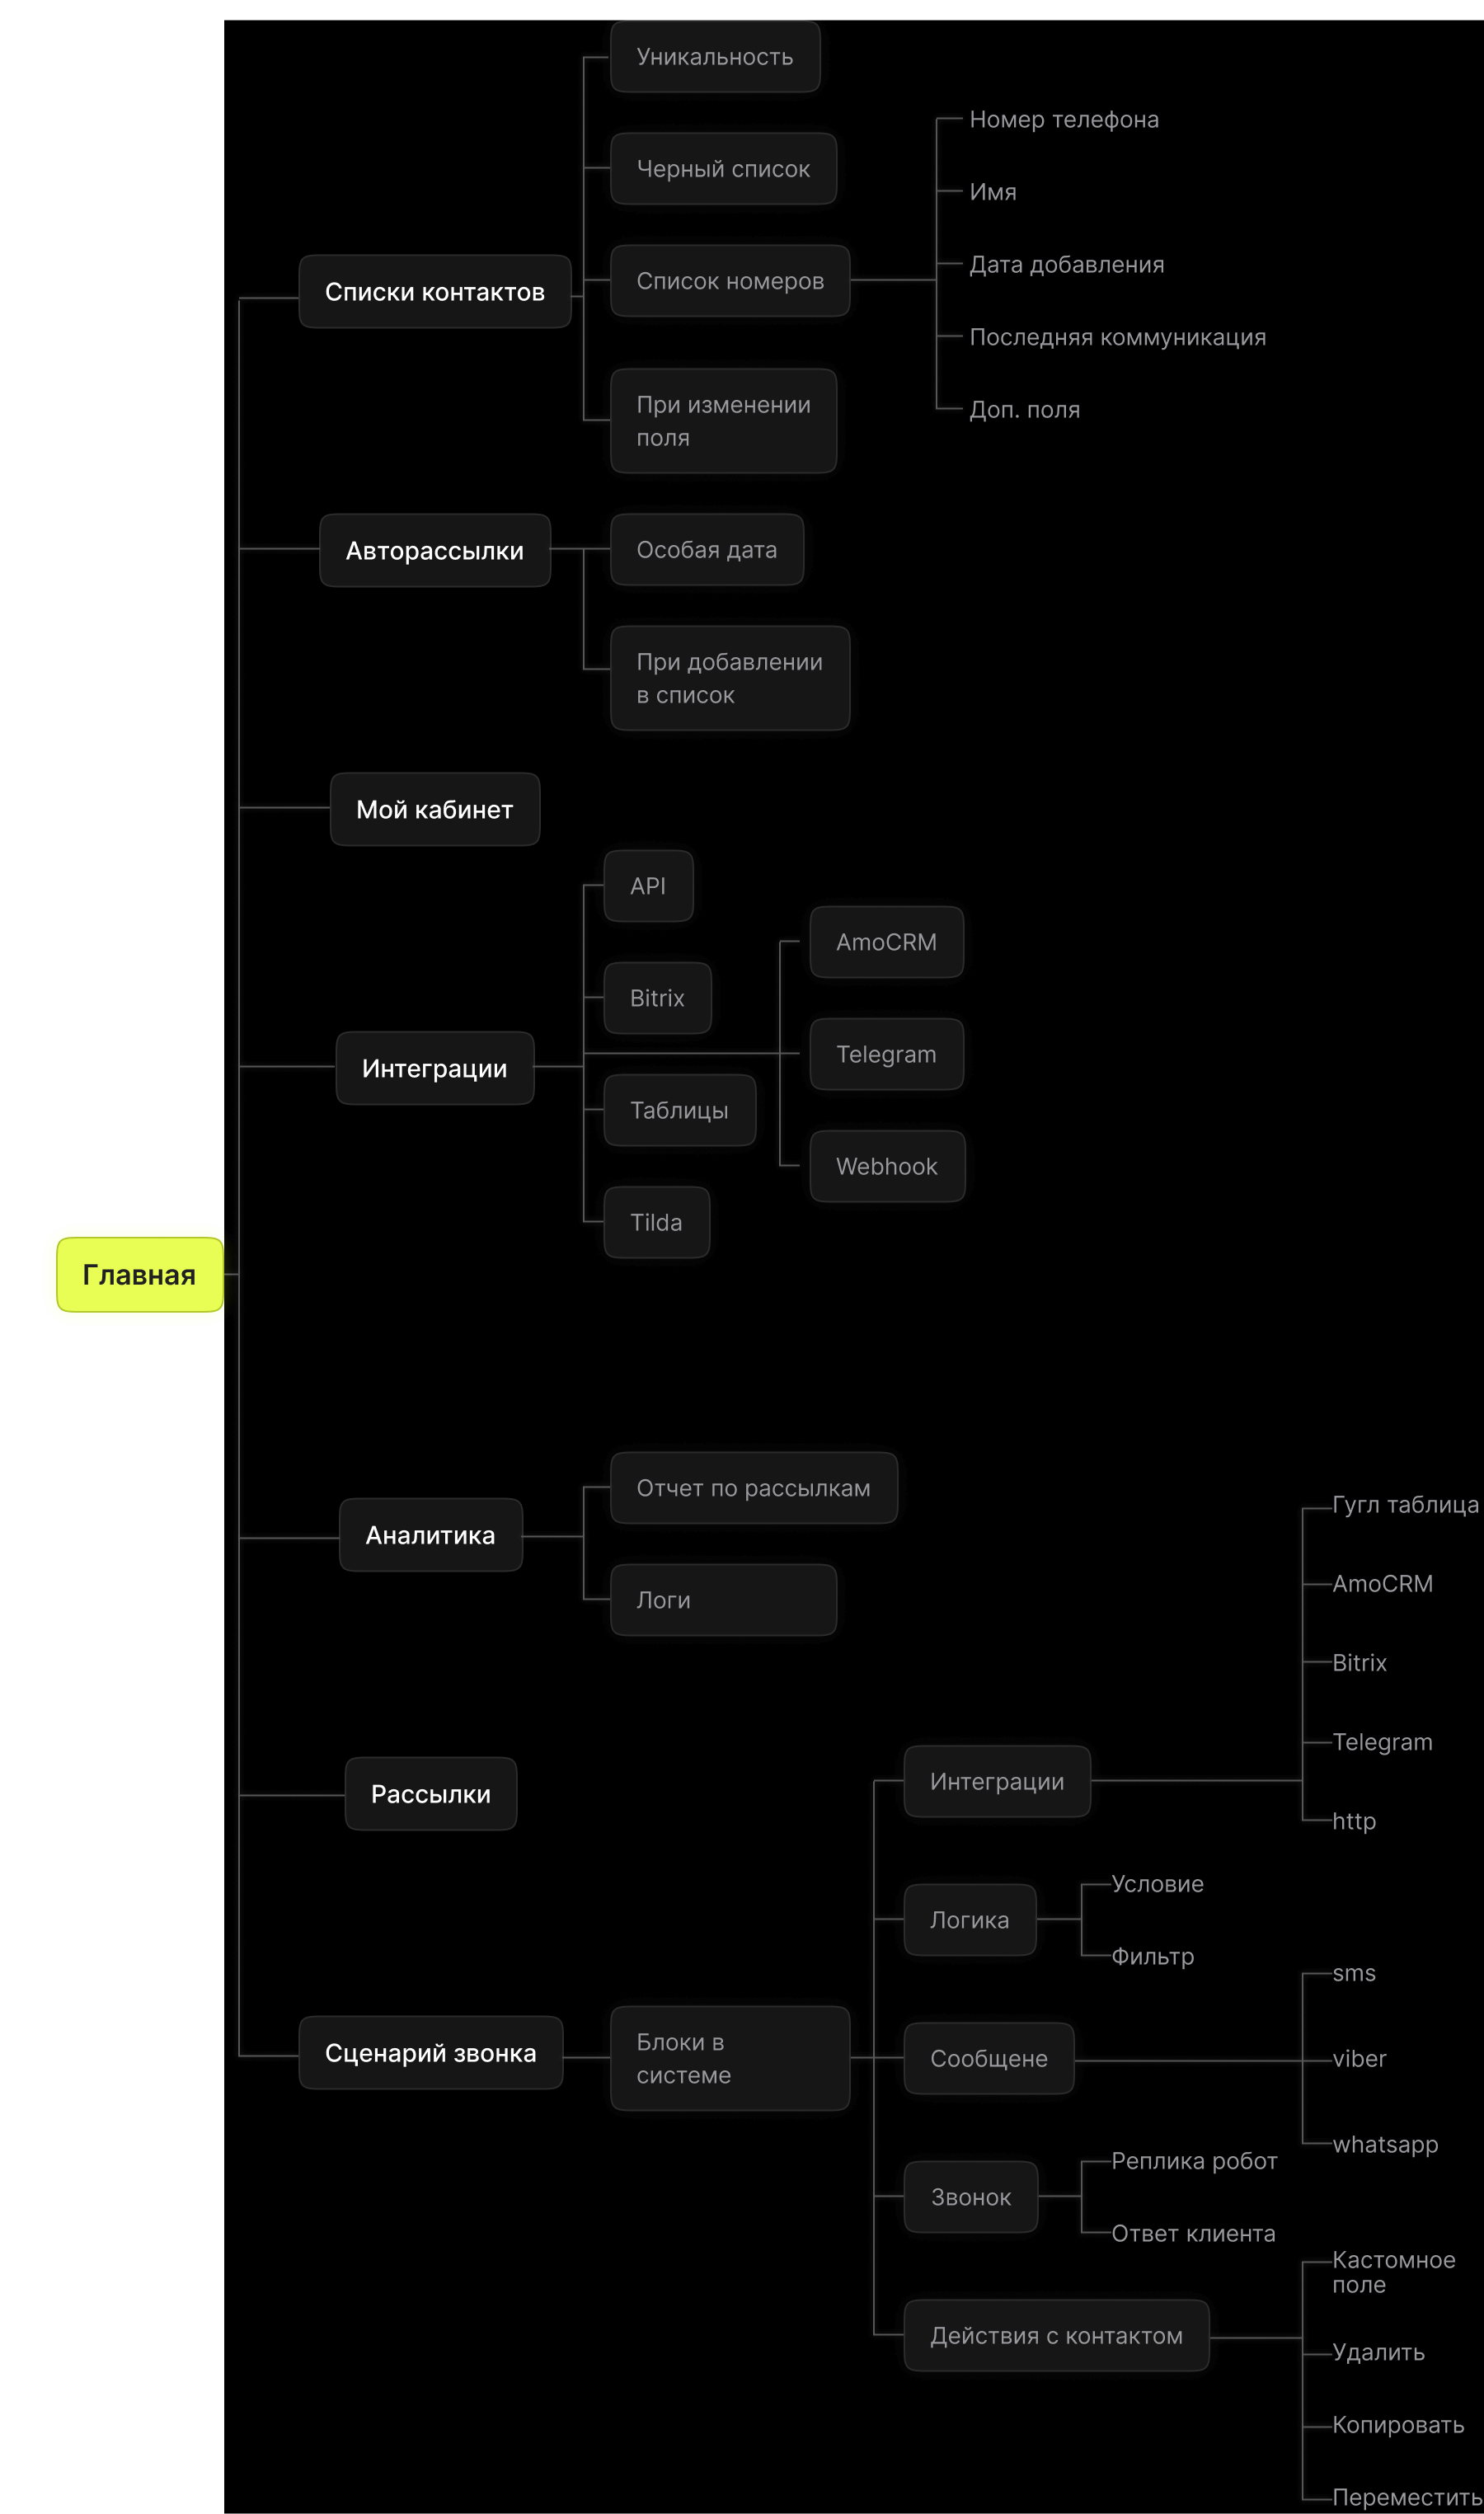 Уникальность
Черный список
Номер телефона
Имя
Дата добавления
Список номеров
Списки контактов
Последняя коммуникация
При изменении
поля
Доп. поля
Авторассылки
Особая дата
При добавлении
в список
Мой кабинет
API
AmoCRM
Bitrix
Telegram
Интеграции
Таблицы
Webhook
Tilda
Главная
Отчет по рассылкам
Аналитика
Логи
Гугл таблица
AmoCRM
Bitrix
Telegram
Рассылки
Интеграции
http
Логика
Условие
Фильтр
Сценарий звонка
Блоки в
системе
Сообщене
sms
viber
whatsapp
Звонок
Реплика робот
Ответ клиента
Действия с контактом
Кастомное
поле
Удалить
Копировать
Переместить